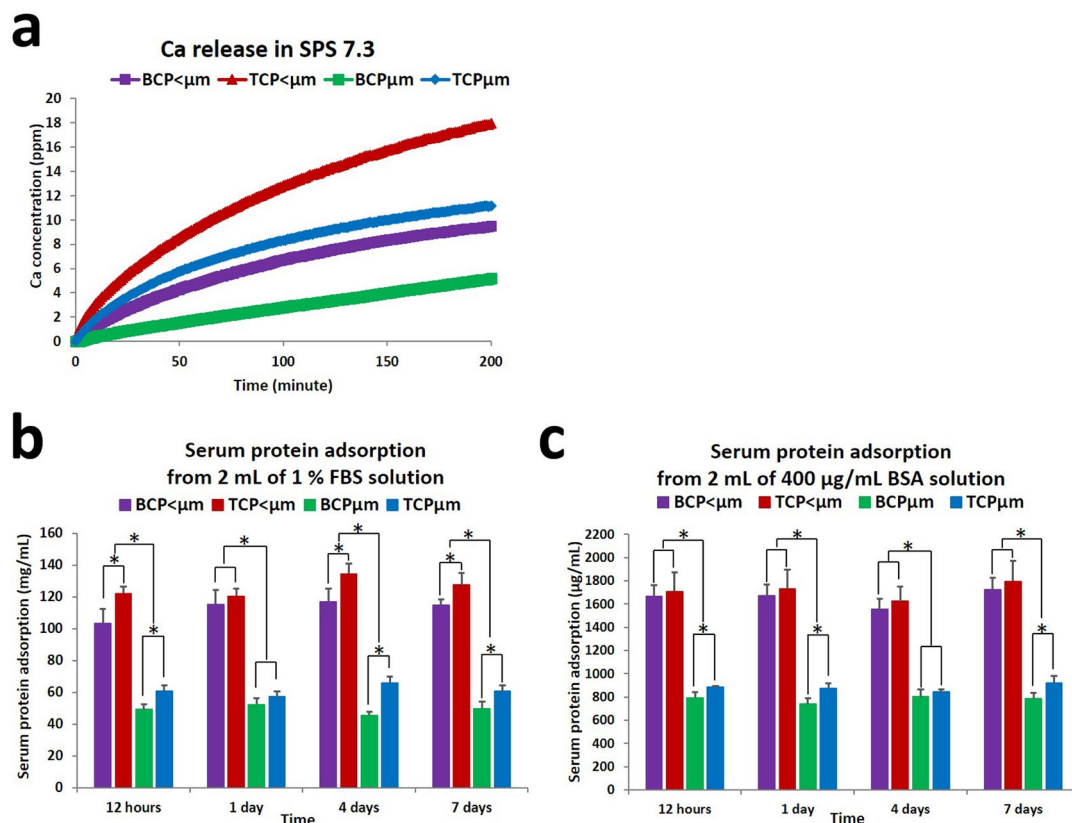 a
Ca release in SPS 7.3
BCP<µm TCP<µm BCPµm TCPµm
Ca concentration (ppm)
20
18
16
14
12
10
8
6
4
2
0
0 50 100 150 200
Time (minute)
b
Serum protein adsorption
from 2 mL of 1 % FBS solution
BCP<µm TCP<µm BCPµm TCPµm
Serum protein adsorption (mg/mL)
160
140
120
100
80
60
40
20
0
* * * * * * * * * *
12 hours 1 day 4 days 7 days
Time
c
Serum protein adsorption
from 2 mL of 400 µg/mL BSA solution
BCP<µm TCP<µm BCPµm TCPµm
Serum protein adsorption (µg/mL)
2200
2000
1800
1600
1400
1200
1000
800
600
400
200
0
* * * * * * *
12 hours 1 day 4 days 7 days
Time